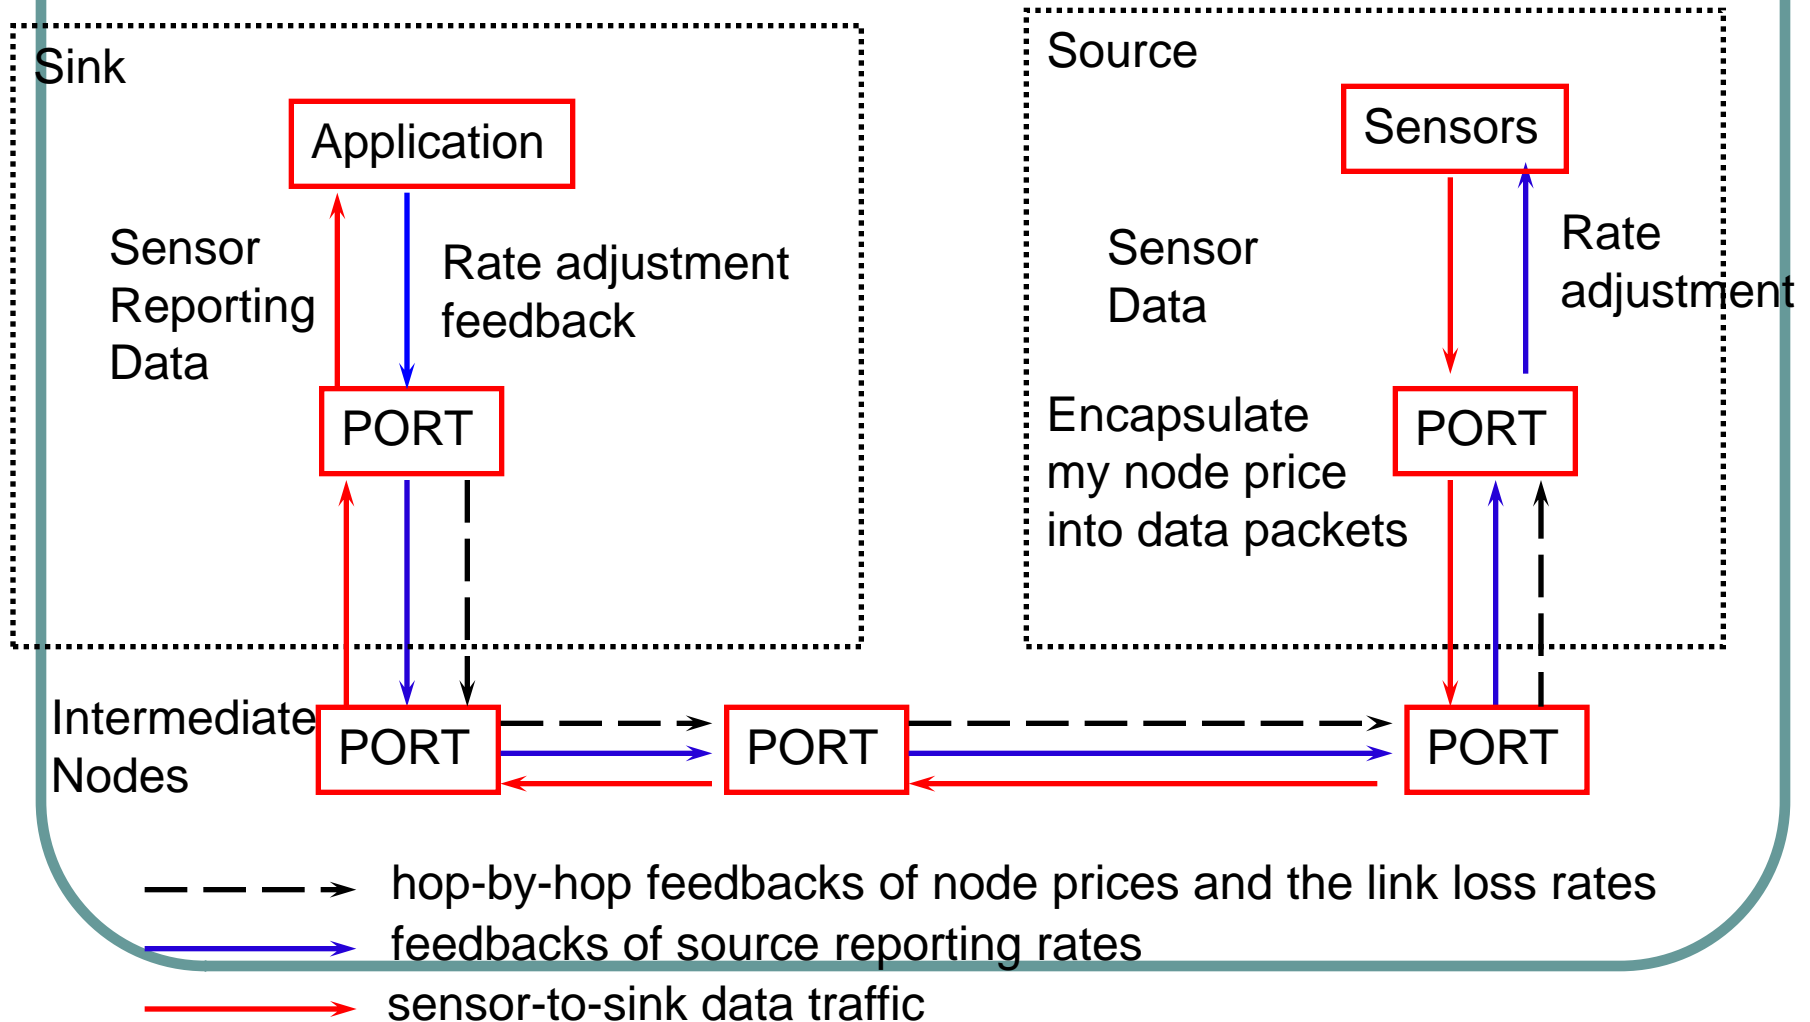 Sink
Application
Sensor
Reporting
Data
Rate adjustment
feedback
PORT
Source
Sensors
Sensor
Data
Rate
adjustment
Encapsulate
my node price
into data packets
PORT
Intermediate
Nodes
PORT
PORT
PORT
hop-by-hop feedbacks of node prices and the link loss rates
feedbacks of source reporting rates
sensor-to-sink data traffic